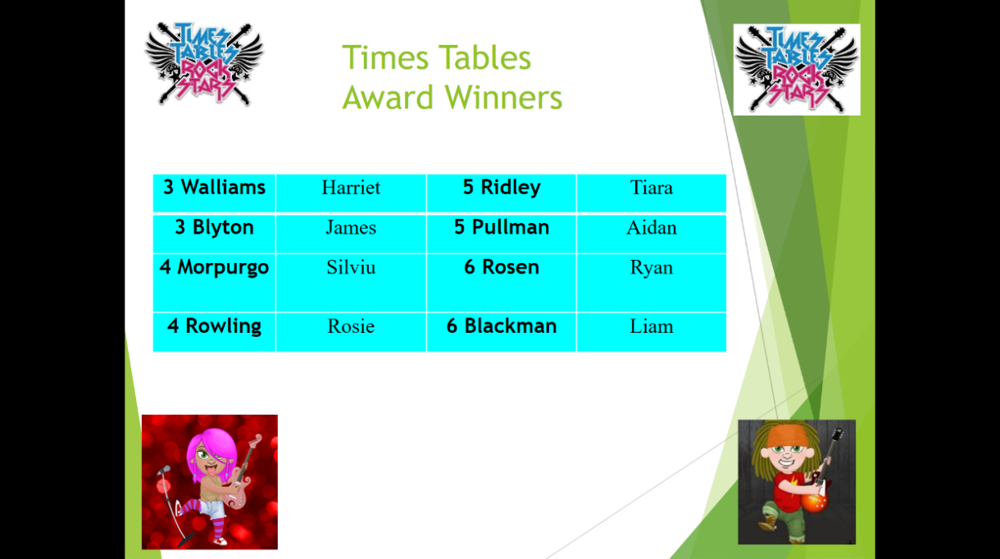 TIMES
TABLES
ROCK
STARS
Times Tables
Award Winners
TIMES
TABLES
ROCK
STARS
3 Walliams Harriet 5 Ridley Tiara
3 Blyton James 5 Pullman Aidan
4 Morpurgo Silviu 6 Rosen Ryan
4 Rowling Rosie 6 Blackman Liam